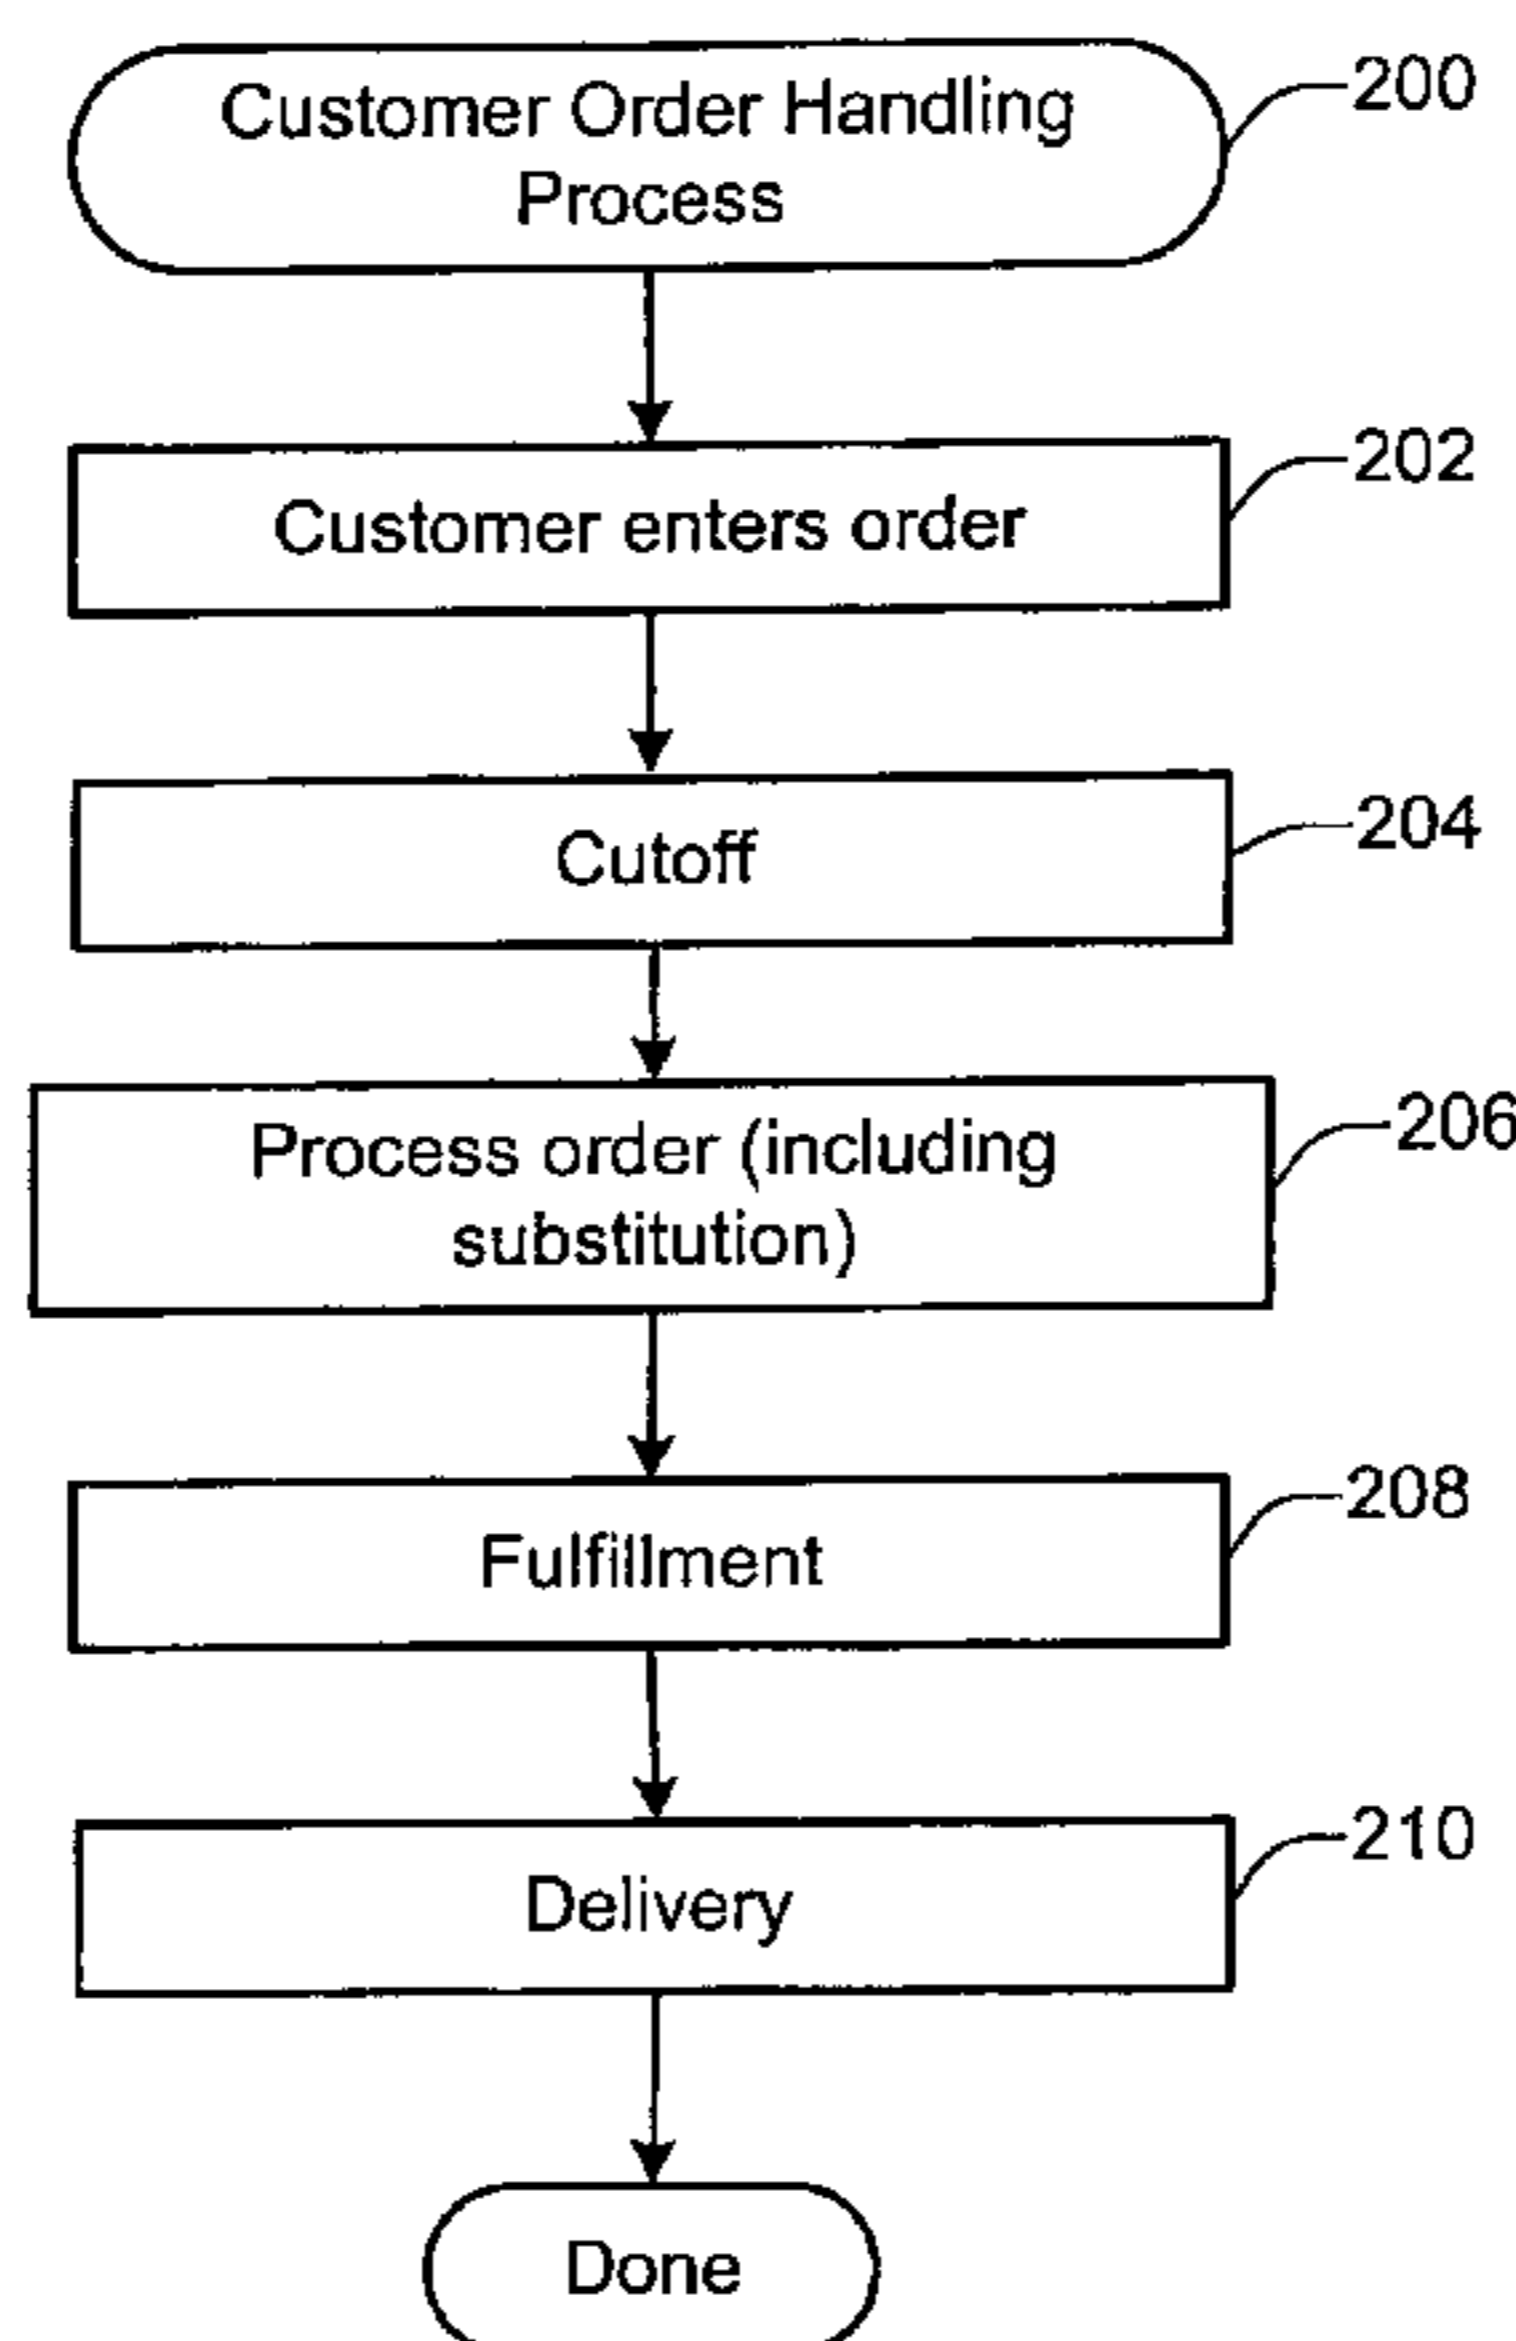 Customer Order Handling
Process
200
Customer enters order
202
Cutoff
204
Process order (including
substitution)
206
Fulfillment
208
Delivery
210
Done